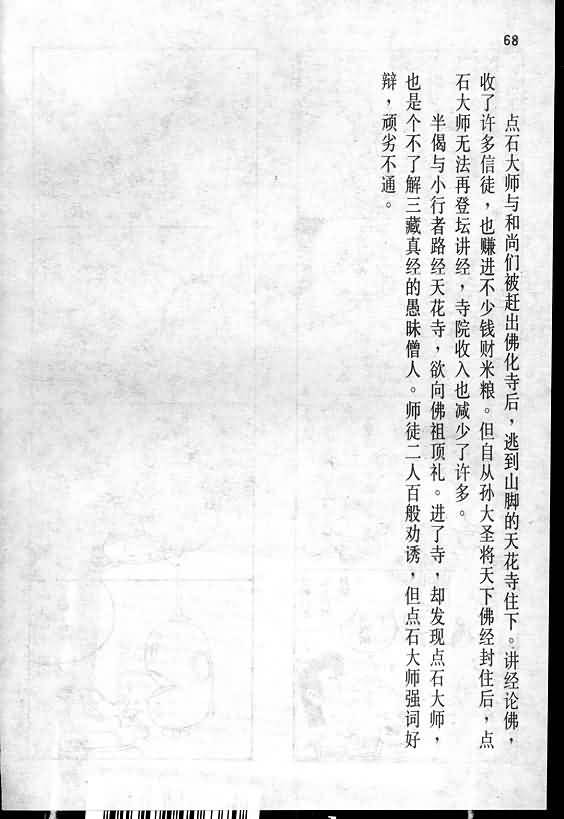 68
点石大师与和尚们被赶出佛化寺后，逃到山脚的天花寺住下。讲经论佛，
收了许多信徒，也赚进不少钱财米粮。但自从孙大圣将天下佛经封住后，点
石大师无法再登坛讲经，寺院收入也减少了许多。
半偈与小行者路经天花寺，欲向佛祖顶礼。进了寺，却发现点石大师，
也是个不了解三藏真经的愚昧僧人。师徒二人百般劝诱，但点石大师强词好
辩，顽劣不通。